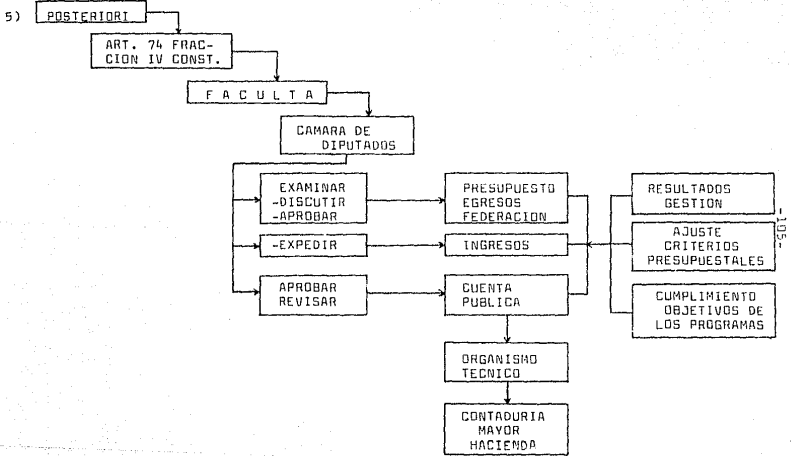 5) POSTERIORI
ART. 74 FRAC-
CION IV CONST.
F A C U L T A
CAMARA DE
DIPUTADOS
EXAMINAR
-DISCUTIR
-APROBAR
PRESUPUESTO
EGRESOS
FEDERACION
RESULTADOS
GESTION
-EXPEDIR
INGRESOS
AJUSTE
CRITERIOS
PRESUPUESTALES
APROBAR
REVISAR
CUENTA
PUBLICA
CUMPLIMIENTO
OBJETIVOS DE
LOS PROGRAMAS
ORGANISMO
TECNICO
CONTADURIA
MAYOR
HACIENDA
-105-